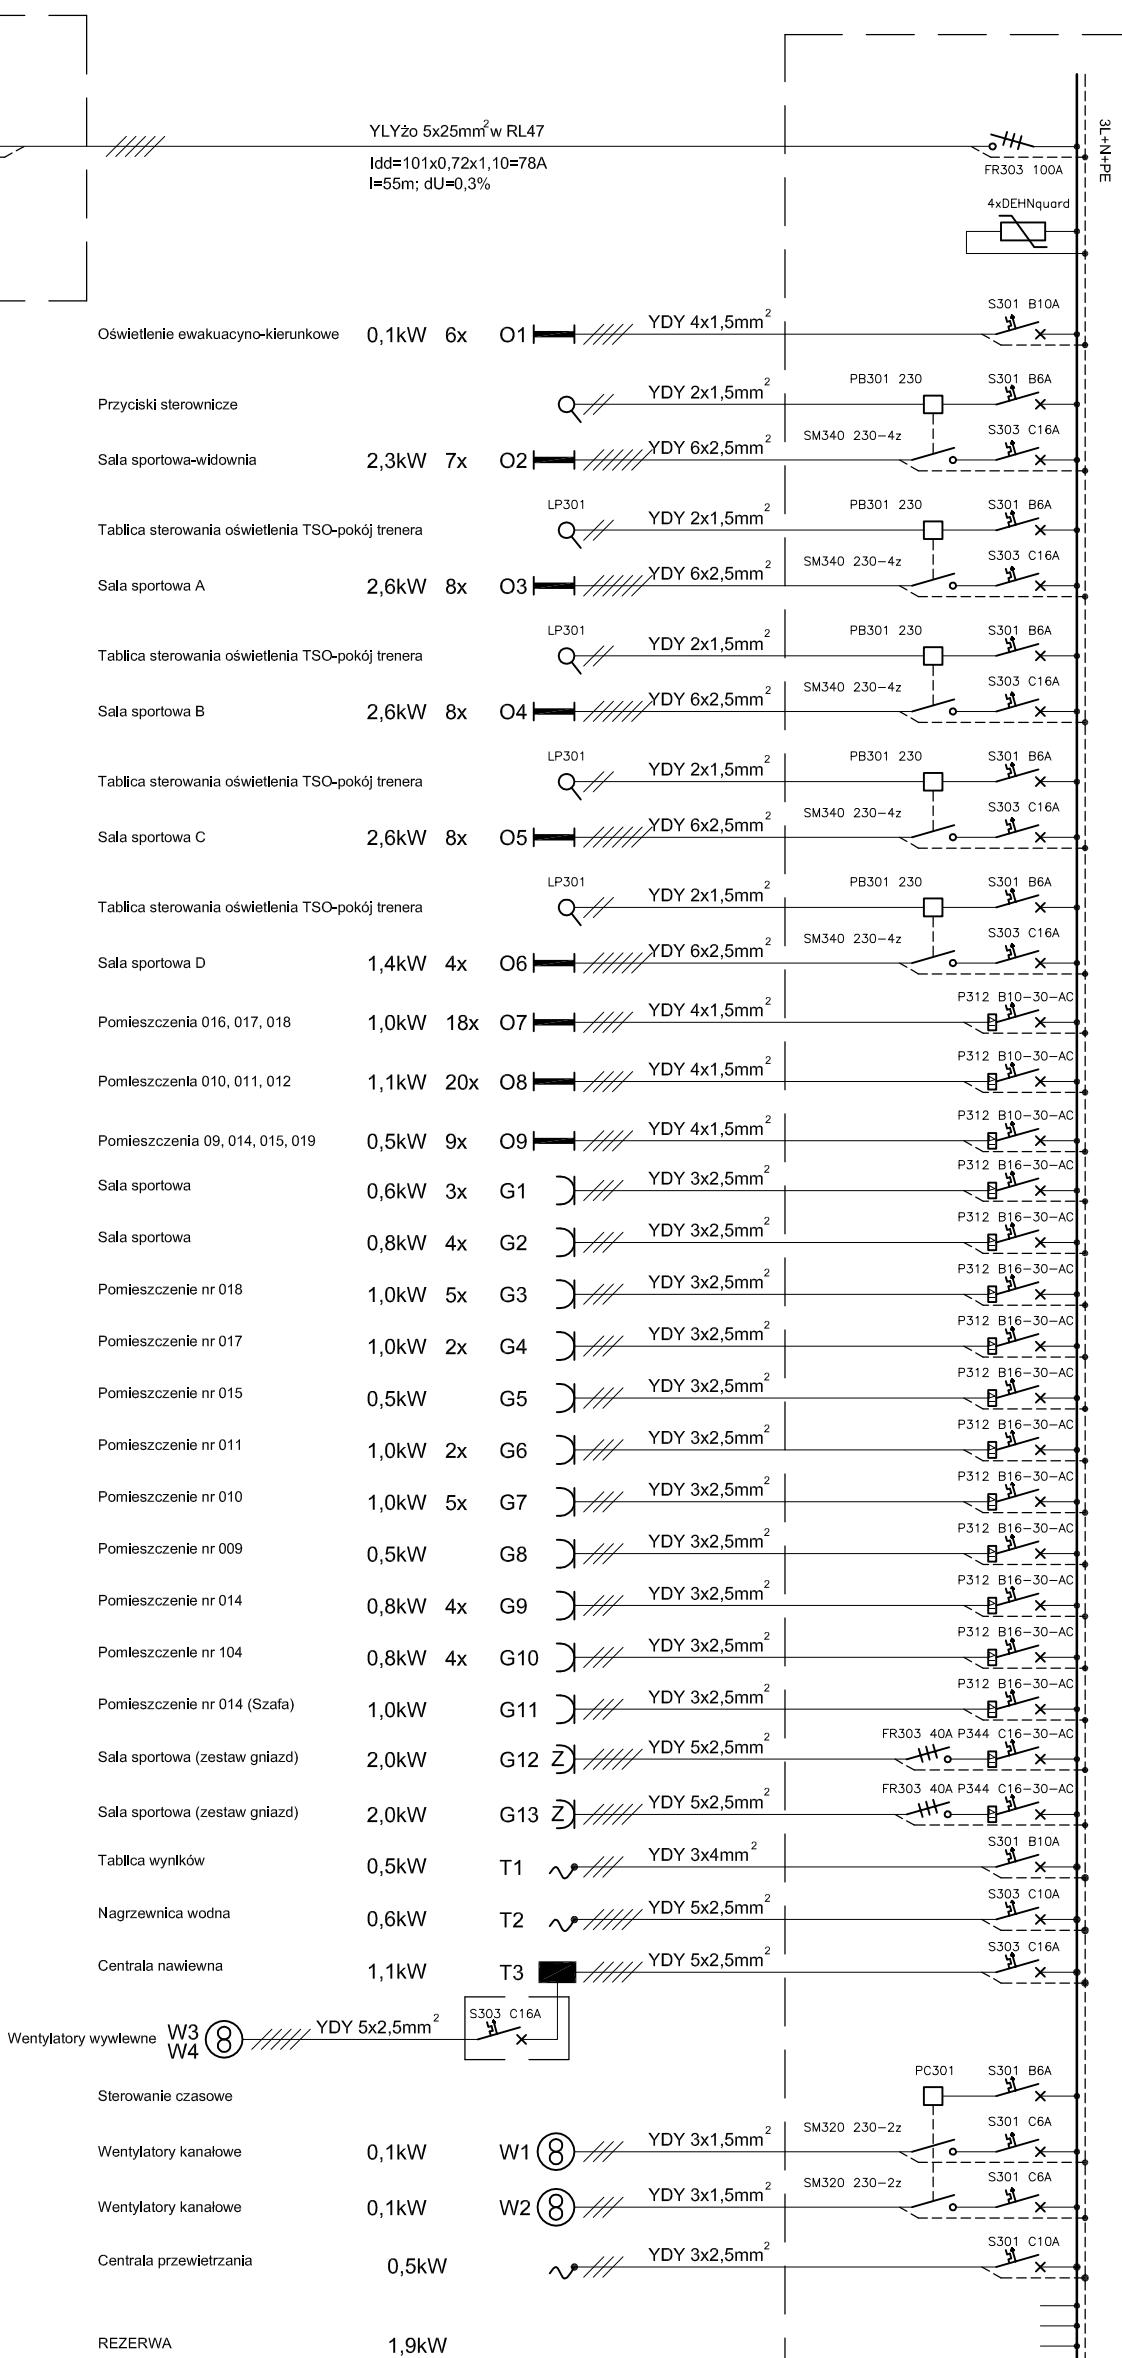 YLYżo 5x25mm² w RL47
Idd=101x0,72x1,10=78A
l=55m; dU=0,3%
3L+N+PE
FR303 100A
4xDEHNquard
S301 B10A
Oświetlenie ewakuacyno-kierunkowe 0,1kW 6x O1 YDY 4x1,5mm²
PB301 230 S301 B6A
Przyciski sterownicze YDY 2x1,5mm²
SM340 230-4z S303 C16A
Sala sportowa-widownia 2,3kW 7x O2 YDY 6x2,5mm²
LP301 PB301 230 S301 B6A
Tablica sterowania oświetlenia TSO-pokój trenera YDY 2x1,5mm²
SM340 230-4z S303 C16A
Sala sportowa A 2,6kW 8x O3 YDY 6x2,5mm²
LP301 PB301 230 S301 B6A
Tablica sterowania oświetlenia TSO-pokój trenera YDY 2x1,5mm²
SM340 230-4z S303 C16A
Sala sportowa B 2,6kW 8x O4 YDY 6x2,5mm²
LP301 PB301 230 S301 B6A
Tablica sterowania oświetlenia TSO-pokój trenera YDY 2x1,5mm²
SM340 230-4z S303 C16A
Sala sportowa C 2,6kW 8x O5 YDY 6x2,5mm²
LP301 PB301 230 S301 B6A
Tablica sterowania oświetlenia TSO-pokój trenera YDY 2x1,5mm²
SM340 230-4z S303 C16A
Sala sportowa D 1,4kW 4x O6 YDY 6x2,5mm²
P312 B10-30-AC
Pomieszczenia 016, 017, 018 1,0kW 18x O7 YDY 4x1,5mm²
P312 B10-30-AC
Pomieszczenia 010, 011, 012 1,1kW 20x O8 YDY 4x1,5mm²
P312 B10-30-AC
Pomieszczenia 09, 014, 015, 019 0,5kW 9x O9 YDY 4x1,5mm²
P312 B16-30-AC
Sala sportowa 0,6kW 3x G1 YDY 3x2,5mm²
P312 B16-30-AC
Sala sportowa 0,8kW 4x G2 YDY 3x2,5mm²
P312 B16-30-AC
Pomieszczenie nr 018 1,0kW 5x G3 YDY 3x2,5mm²
P312 B16-30-AC
Pomieszczenie nr 017 1,0kW 2x G4 YDY 3x2,5mm²
P312 B16-30-AC
Pomieszczenie nr 015 0,5kW G5 YDY 3x2,5mm²
P312 B16-30-AC
Pomieszczenie nr 011 1,0kW 2x G6 YDY 3x2,5mm²
P312 B16-30-AC
Pomieszczenie nr 010 1,0kW 5x G7 YDY 3x2,5mm²
P312 B16-30-AC
Pomieszczenie nr 009 0,5kW G8 YDY 3x2,5mm²
P312 B16-30-AC
Pomieszczenie nr 014 0,8kW 4x G9 YDY 3x2,5mm²
P312 B16-30-AC
Pomieszczenie nr 104 0,8kW 4x G10 YDY 3x2,5mm²
P312 B16-30-AC
Pomieszczenie nr 014 (Szafa) 1,0kW G11 YDY 3x2,5mm²
FR303 40A P344 C16-30-AC
Sala sportowa (zestaw gniazd) 2,0kW G12 Z YDY 5x2,5mm²
FR303 40A P344 C16-30-AC
Sala sportowa (zestaw gniazd) 2,0kW G13 Z YDY 5x2,5mm²
S301 B10A
Tablica wyników 0,5kW T1 YDY 3x4mm²
S303 C10A
Nagrzewnica wodna 0,6kW T2 YDY 5x2,5mm²
S303 C16A
Centrala nawiewna 1,1kW T3 YDY 5x2,5mm²
S303 C16A
Wentylatory wywiewne W3 YDY 5x2,5mm²
W4
PC301 S301 B6A
Sterowanie czasowe
SM320 230-2z S301 C6A
Wentylatory kanałowe 0,1kW W1 YDY 3x1,5mm²
SM320 230-2z S301 C6A
Wentylatory kanałowe 0,1kW W2 YDY 3x1,5mm²
S301 C10A
Centrala przewietrzania 0,5kW YDY 3x2,5mm²
REZERWA 1,9kW